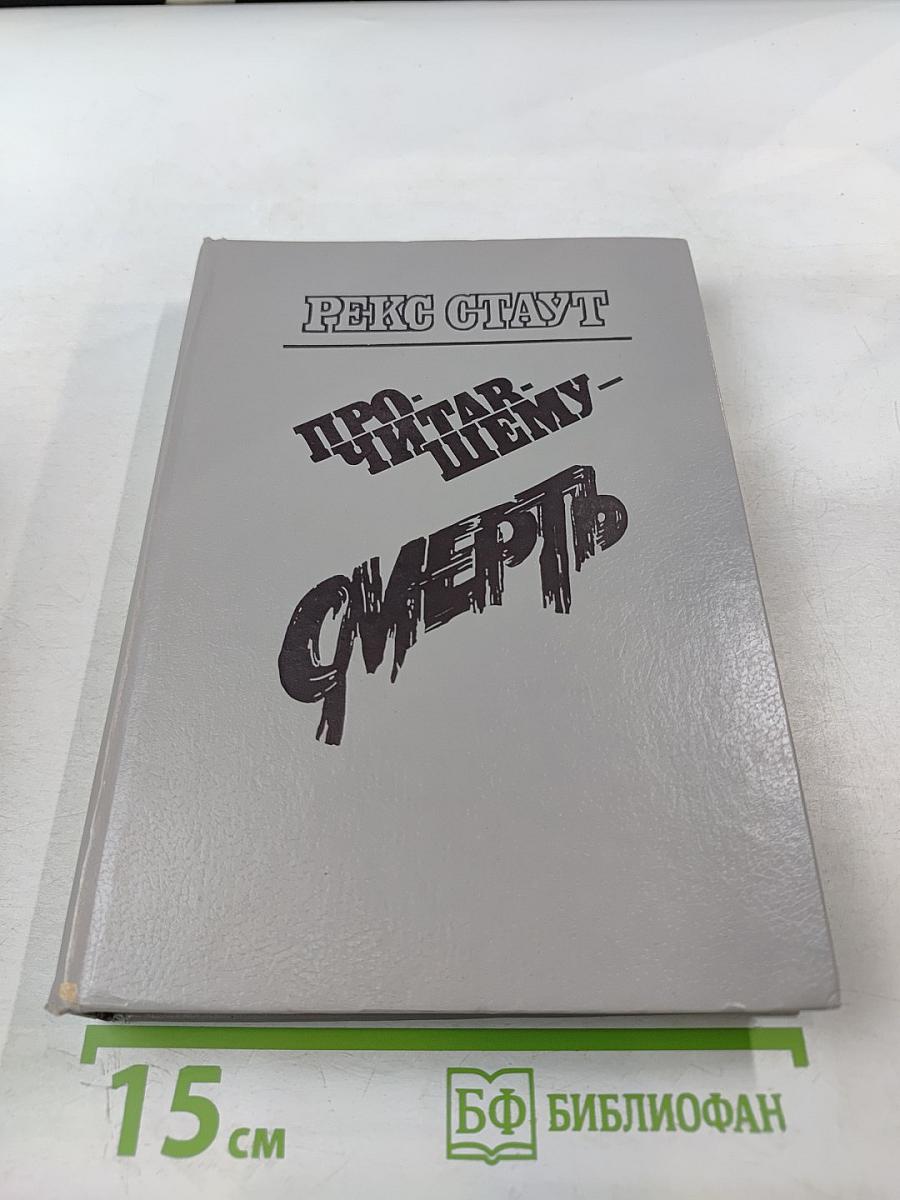 РЕКС СТАУТ
ПРО-
ЧИТАВ-
ШЕМУ-
СМЕРТЬ
15 см
БФ БИБЛИОФАН